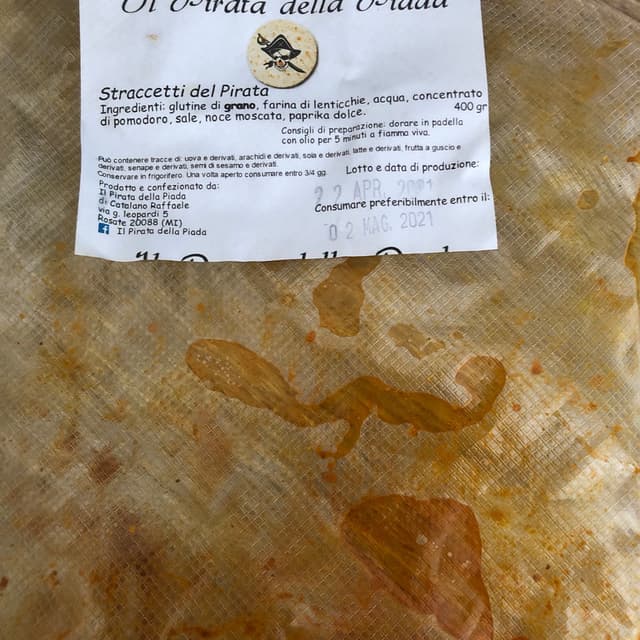 Il Pirata della Piada
Straccetti del Pirata
Ingredienti: glutine di grano, farina di lenticchie, acqua, concentrato
di pomodoro, sale, noce moscata, paprika dolce.
400 gr
Consigli di preparazione: dorare in padella
con olio per 5 minuti a fiamma viva.
Può contenere tracce di: uova e derivati, arachidi e derivati, soia e derivati, latte e derivati, frutta a guscio e
derivati, senape e derivati, semi di sesamo e derivati.
Conservare in frigorifero. Una volta aperto consumare entro 3/4 gg.
Lotto e data di produzione:
22 APR. 2021
Prodotto e confezionato da:
Il Pirata della Piada
di Catalano Raffaele
via g. leopardi 5
Rosate 20088 (MI)
Il Pirata della Piada
Consumare preferibilmente entro il:
02 MAG. 2021